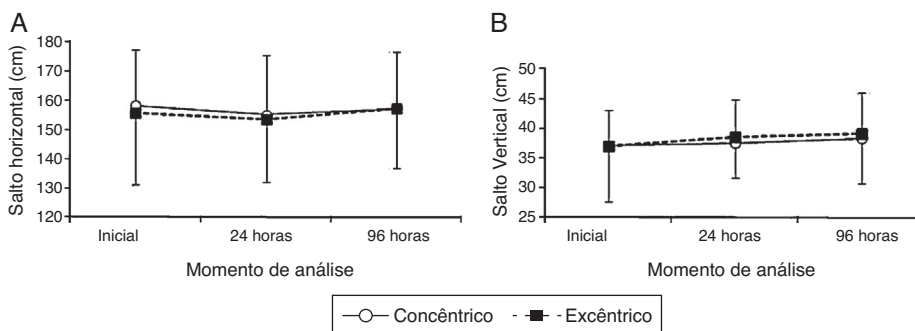 A
Salto horizontal (cm)
180
170
160
150
140
130
120
Inicial 24 horas 96 horas
Momento de análise
B
Salto Vertical (cm)
50
45
40
35
30
25
Inicial 24 horas 96 horas
Momento de análise
Concêntrico Excêntrico